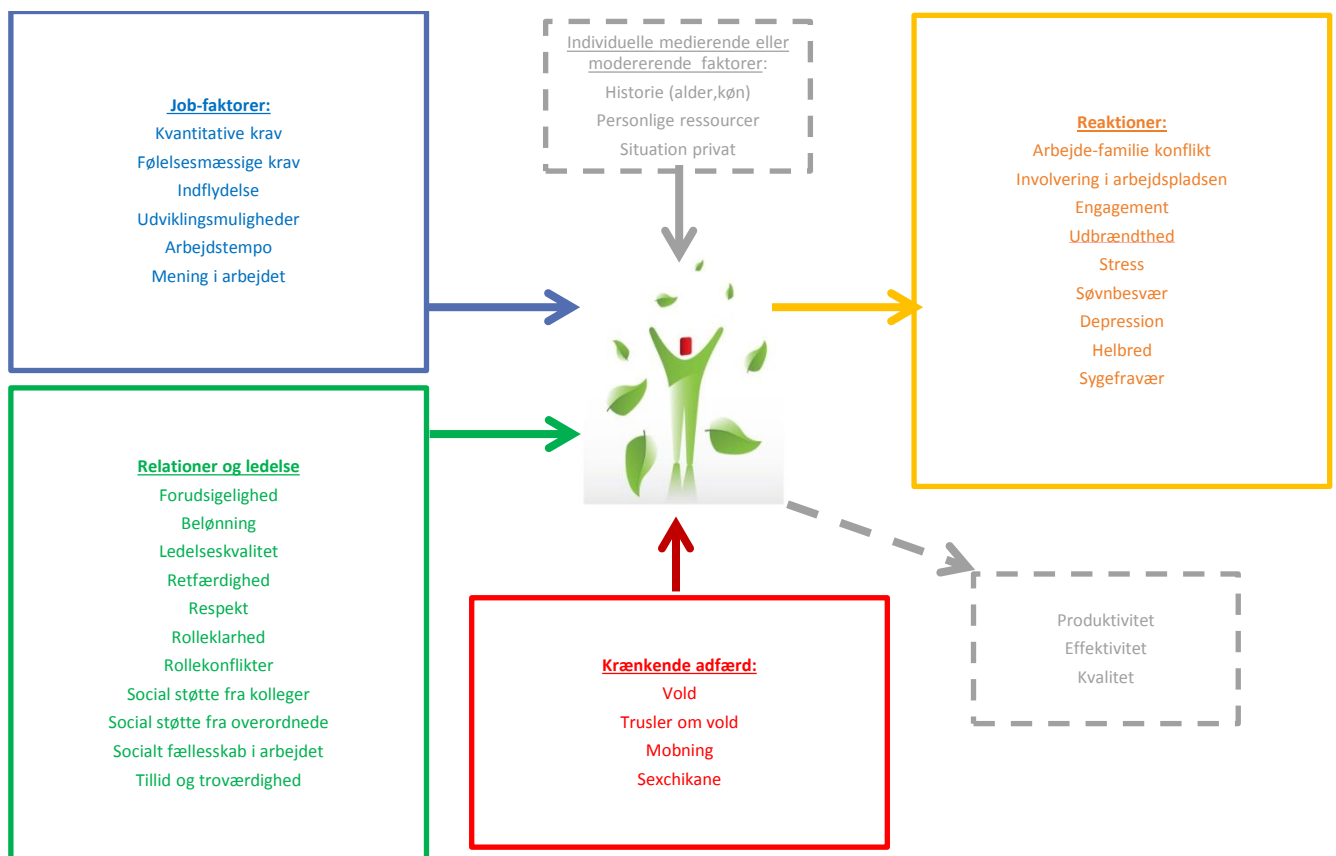 Job-faktorer:
Kvantitative krav
Følelsesmæssige krav
Indflydelse
Udviklingsmuligheder
Arbejdstempo
Mening i arbejdet
Individuelle medierende eller
modererende  faktorer:
Historie (alder,køn)
Personlige ressourcer
Situation privat
Reaktioner:
Arbejde-familie konflikt
Involvering i arbejdspladsen
Engagement
Udbrændthed
Stress
Søvnbesvær
Depression
Helbred
Sygefravær
Relationer og ledelse
Forudsigelighed
Belønning
Ledelseskvalitet
Retfærdighed
Respekt
Rolleklarhed
Rollekonflikter
Social støtte fra kolleger
Social støtte fra overordnede
Socialt fællesskab i arbejdet
Tillid og troværdighed
Krænkende adfærd:
Vold
Trusler om vold
Mobning
Sexchikane
Produktivitet
Effektivitet
Kvalitet